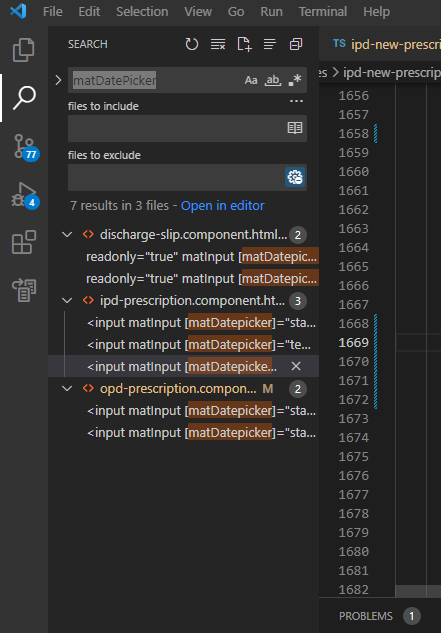 File Edit Selection View Go Run Terminal Help
SEARCH
TS ipd-new-prescri
matDatePicker
Aa ab .*
es > ipd-new-prescrip
files to include
...
files to exclude
7 results in 3 files - Open in editor
discharge-slip.component.html... 2
readonly="true" matInput [matDatepic...
readonly="true" matInput [matDatepic...
ipd-prescription.component.ht... 3
<input matInput [matDatepicker]="sta...
<input matInput [matDatepicker]="te...
<input matInput [matDatepicke...
opd-prescription.compon... M 2
<input matInput [matDatepicker]="sta...
<input matInput [matDatepicker]="sta...
77
4
1656
1657
1658
1659
1660
1661
1662
1663
1664
1665
1666
1667
1668
1669
1670
1671
1672
1673
1674
1675
1676
1677
1678
1679
1680
1681
1682
PROBLEMS 1